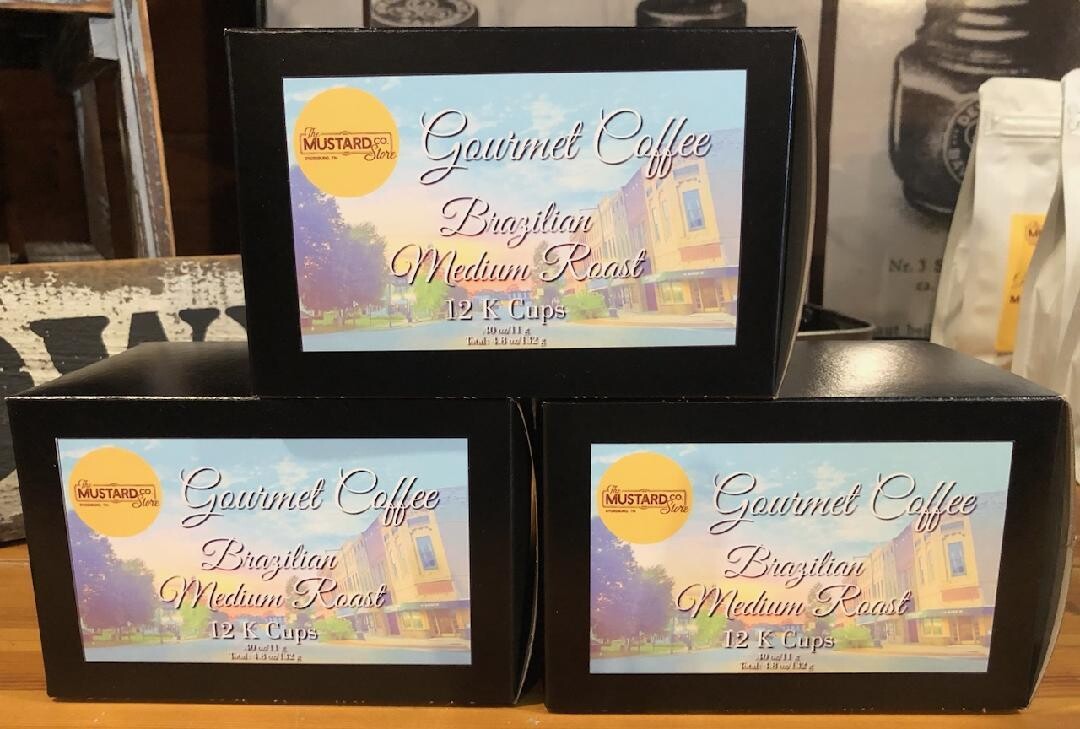 The
MUSTARD CO.
Store
Gourmet Coffee
Brazilian
Medium Roast
12 K Cups
.40 oz/11 g
Total: 4.8 oz/132 g
The
MUSTARD CO.
Store
Gourmet Coffee
Brazilian
Medium Roast
12 K Cups
.40 oz/11 g
Total: 4.8 oz/132 g
The
MUSTARD CO.
Store
Gourmet Coffee
Brazilian
Medium Roast
12 K Cups
.40 oz/11 g
Total: 4.8 oz/132 g
Nr. 3